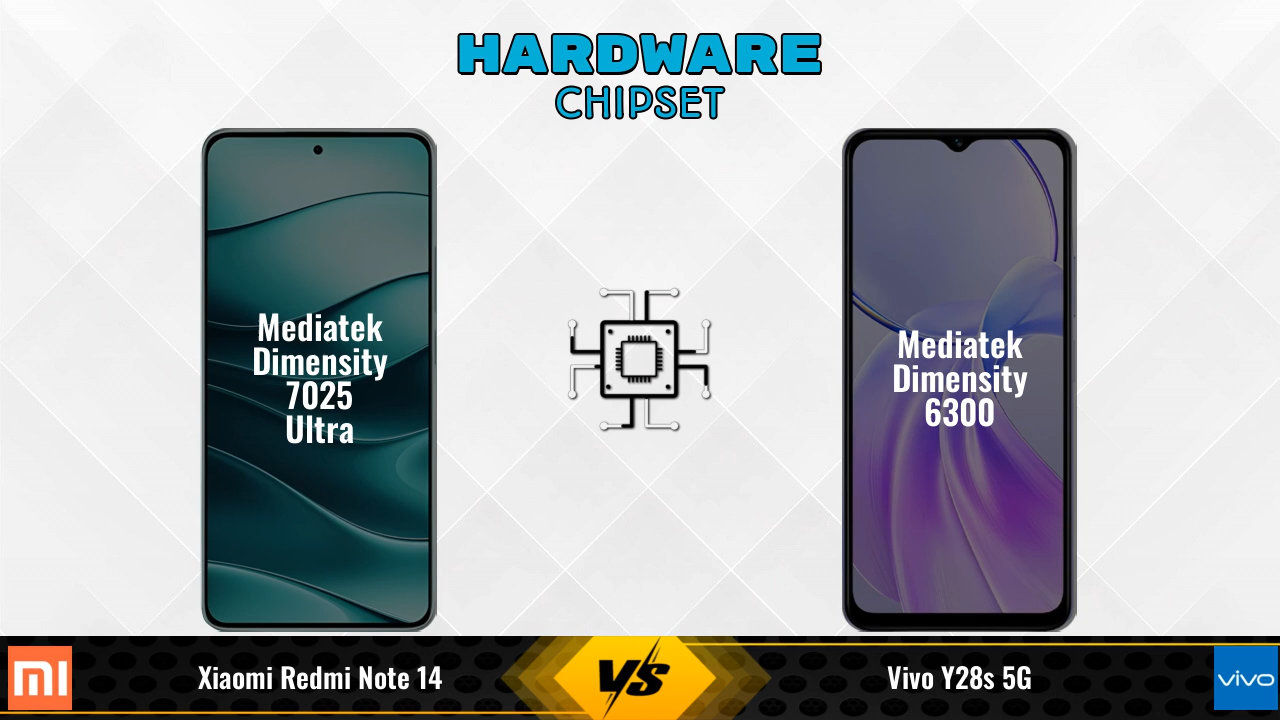 HARDWARE
CHIPSET
Mediatek
Dimensity
7025
Ultra
Mediatek
Dimensity
6300
mi
Xiaomi Redmi Note 14
VS
Vivo Y28s 5G
vivo